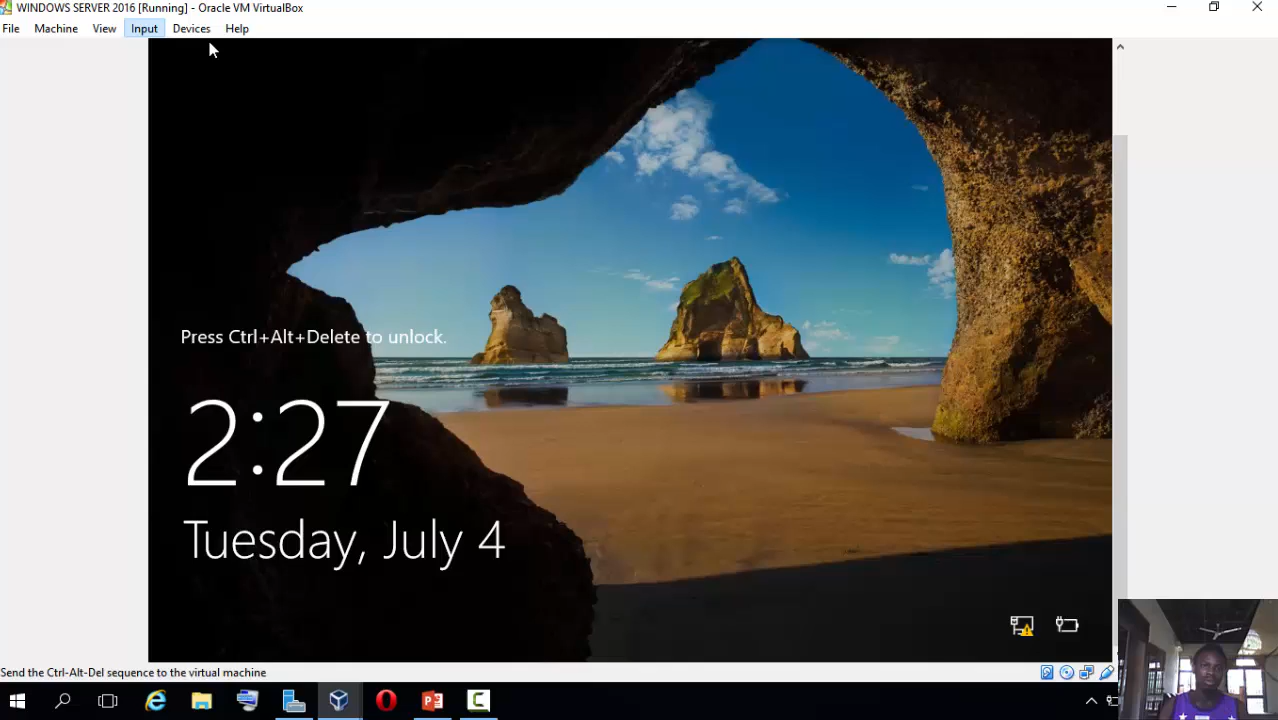 WINDOWS SERVER 2016 [Running] - Oracle VM VirtualBox
File Machine View Input Devices Help
Press Ctrl+Alt+Delete to unlock.
2:27
Tuesday, July 4
Send the Ctrl-Alt-Del sequence to the virtual machine